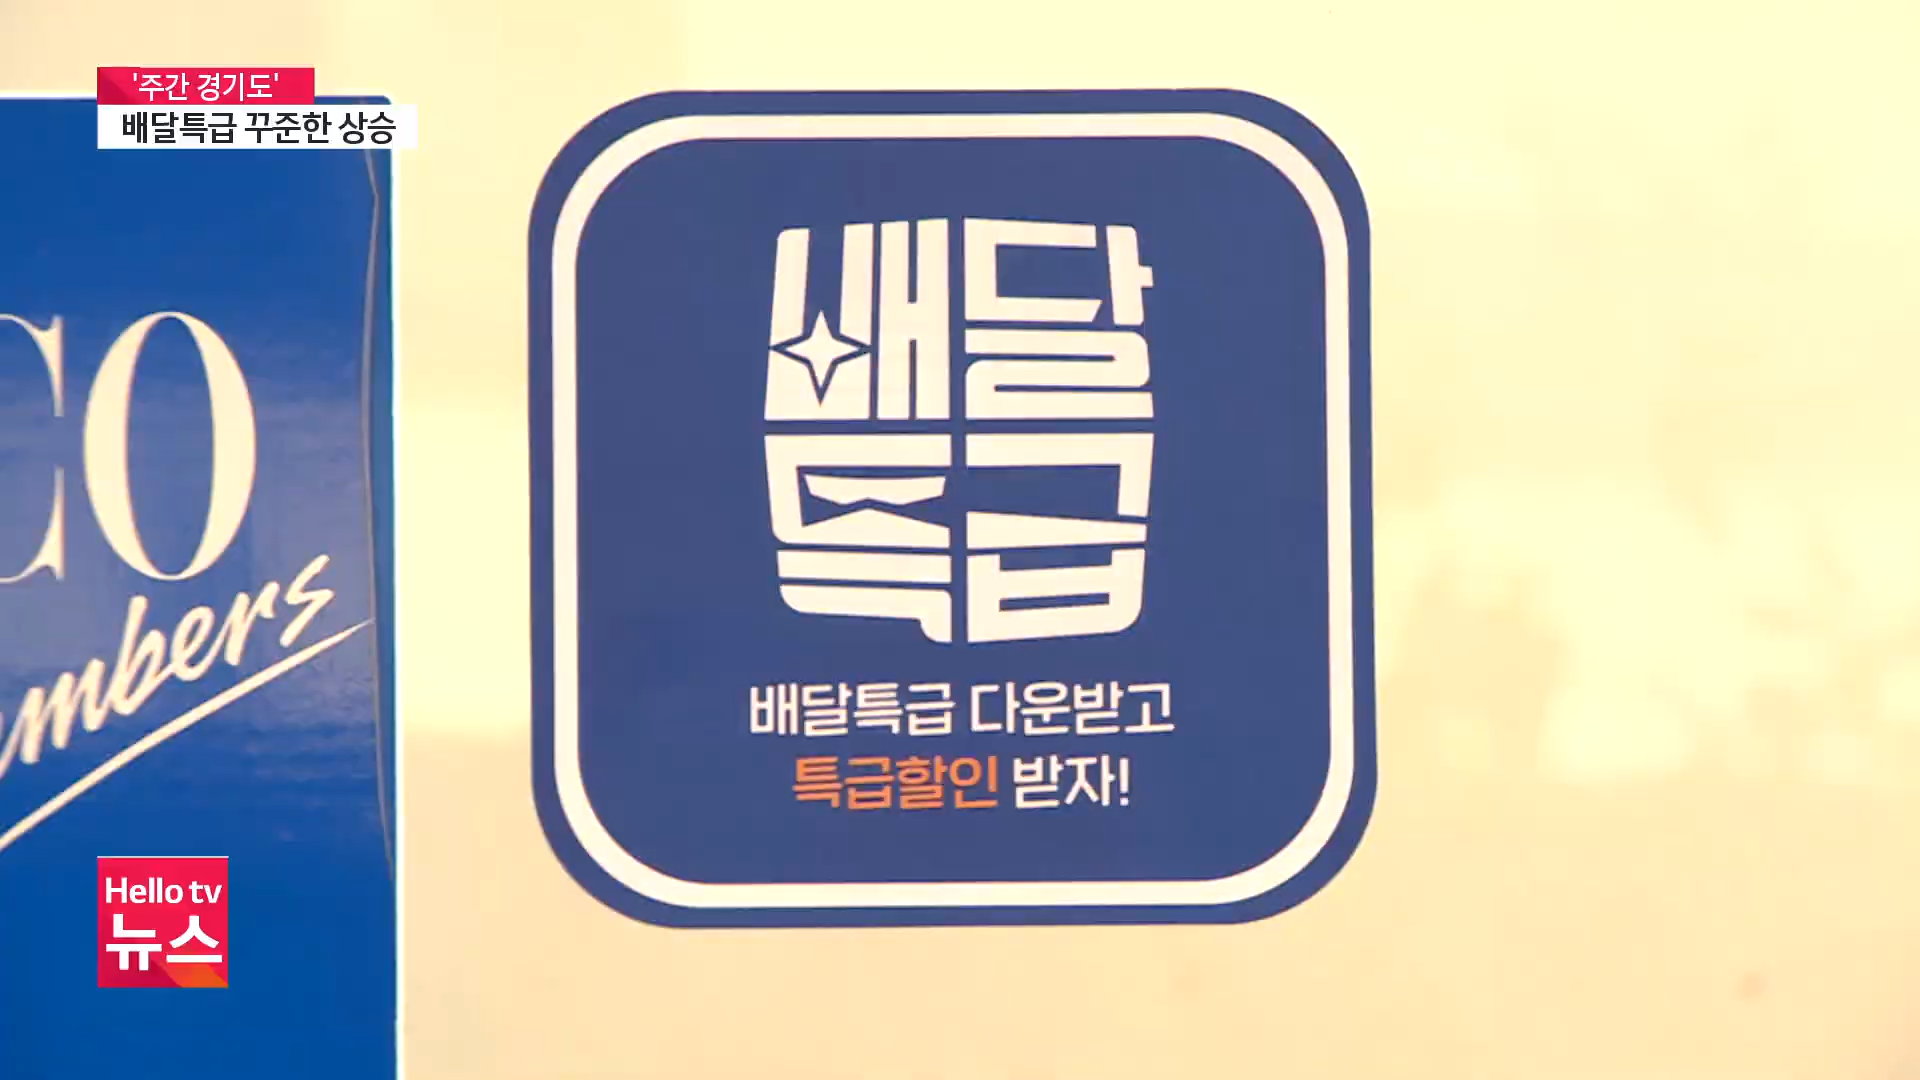 '주간 경기도'
배달특급 꾸준한 상승
CO
embers
배달
특급
배달특급 다운받고
특급할인 받자!
Hello tv
뉴스